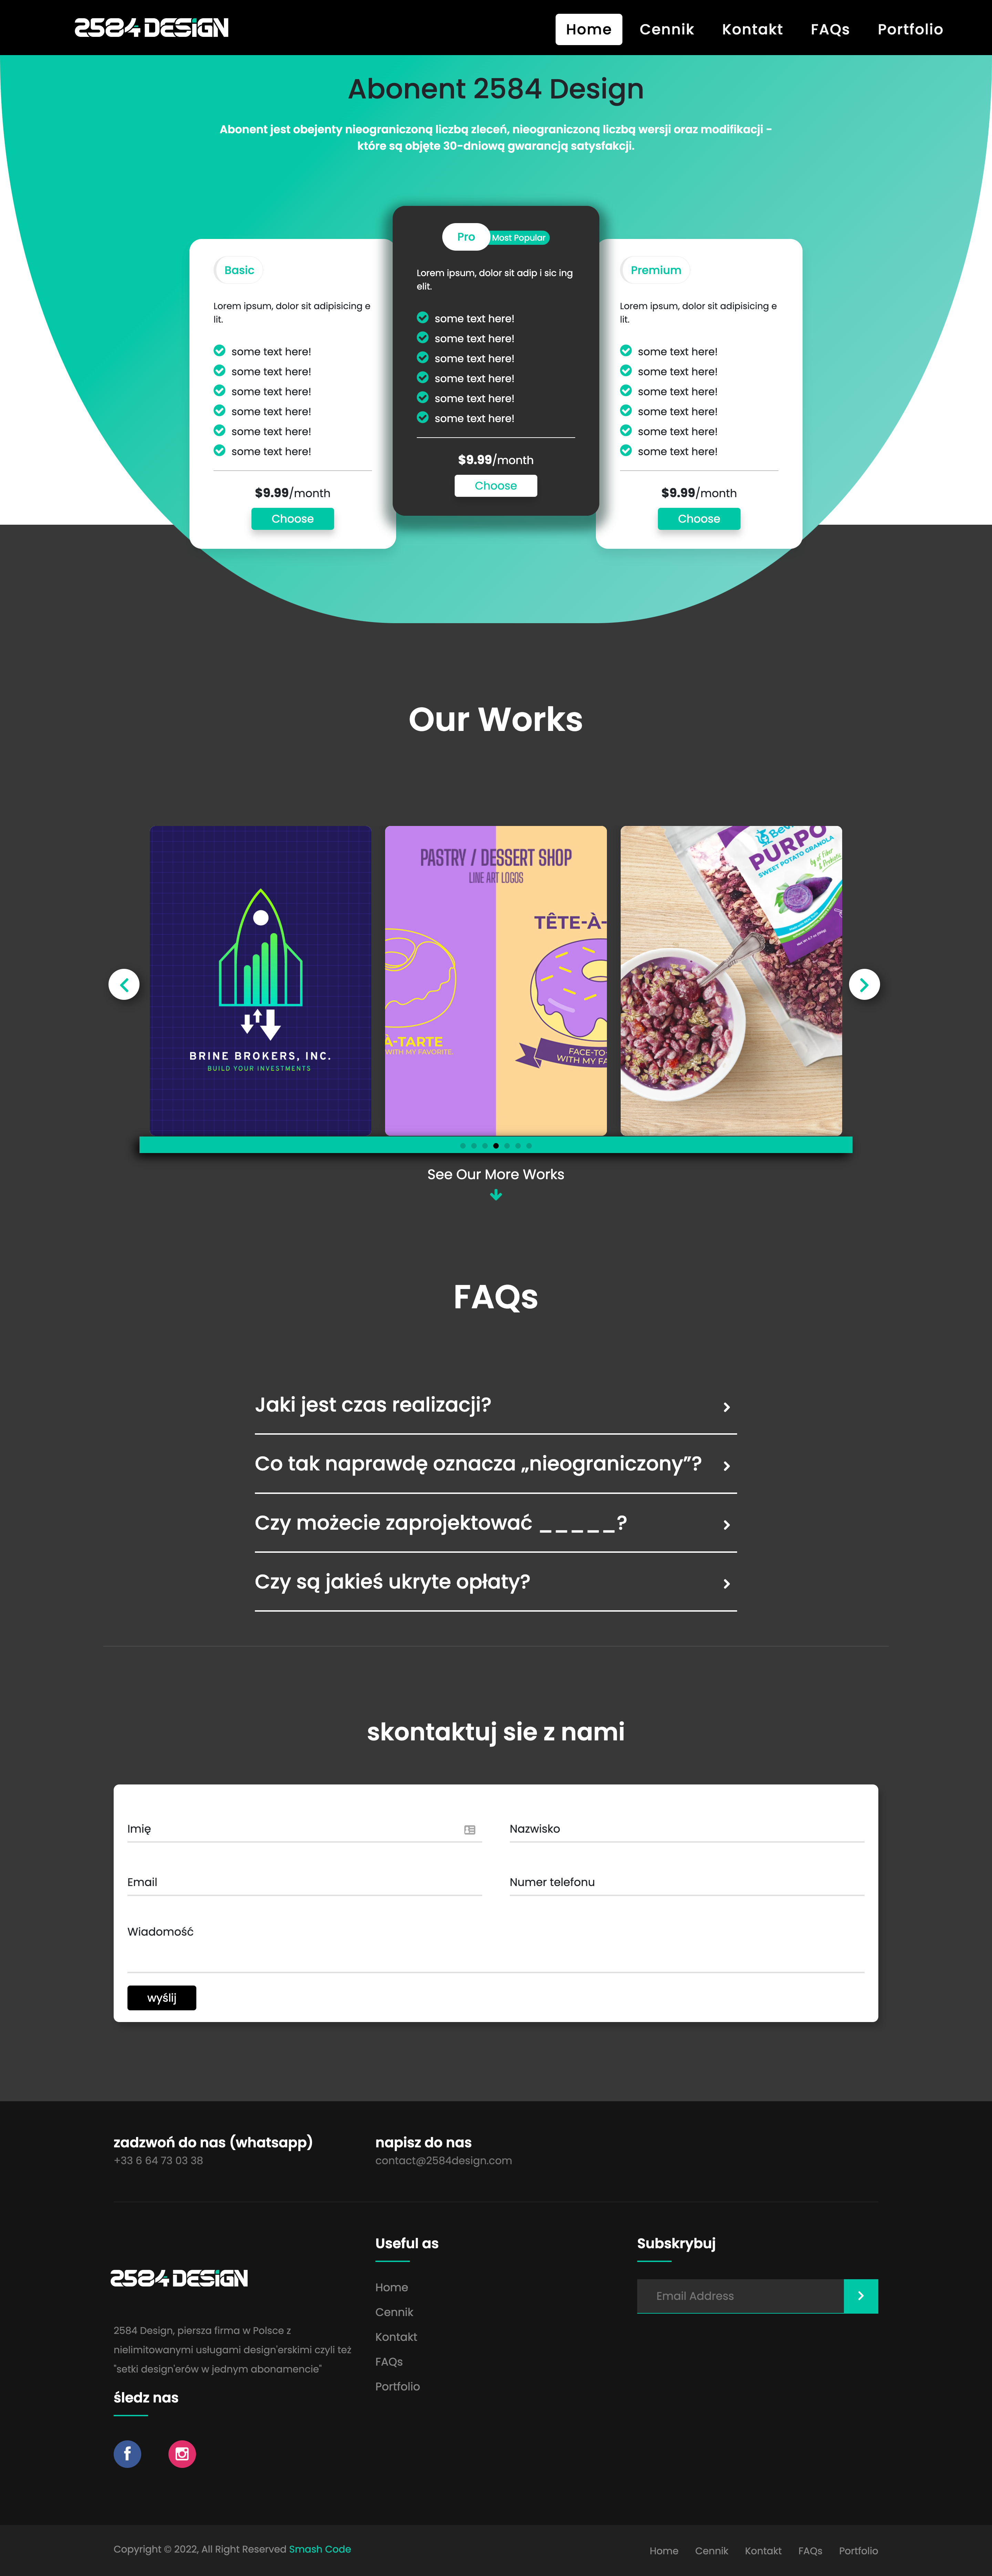 2584 DESIGN
Home Cennik Kontakt FAQs Portfolio
Abonent 2584 Design
Abonent jest obejenty nieograniczoną liczbą zleceń, nieograniczoną liczbą wersji oraz modifikacji -
które są objęte 30-dniową gwarancją satysfakcji.
Basic
Lorem ipsum, dolor sit adipisicing e
lit.
some text here!
some text here!
some text here!
some text here!
some text here!
some text here!
$9.99/month
Choose
Pro
Most Popular
Lorem ipsum, dolor sit adip i sic ing
elit.
some text here!
some text here!
some text here!
some text here!
some text here!
some text here!
$9.99/month
Choose
Premium
Lorem ipsum, dolor sit adipisicing e
lit.
some text here!
some text here!
some text here!
some text here!
some text here!
some text here!
$9.99/month
Choose
Our Works
BRINE BROKERS, INC.
BUILD YOUR INVESTMENTS
PASTRY / DESSERT SHOP
LINE ART LOGOS
TÊTE-À-
À-TARTE
WITH MY FAVORITE.
FACE-TO-
WITH MY FA
PURPO
SWEET POTATO GRANOLA
See Our More Works
FAQs
Jaki jest czas realizacji?
Co tak naprawdę oznacza „nieograniczony”?
Czy możecie zaprojektować _____?
Czy są jakieś ukryte opłaty?
skontaktuj sie z nami
Imię
Nazwisko
Email
Numer telefonu
Wiadomość
wyślij
zadzwoń do nas (whatsapp)
+33 6 64 73 03 38
napisz do nas
contact@2584design.com
2584 DESIGN
2584 Design, piersza firma w Polsce z
nielimitowanymi usługami design'erskimi czyli też
"setki design'erów w jednym abonamencie"
śledz nas
Useful as
Home
Cennik
Kontakt
FAQs
Portfolio
Subskrybuj
Email Address
Copyright © 2022, All Right Reserved Smash Code
Home Cennik Kontakt FAQs Portfolio